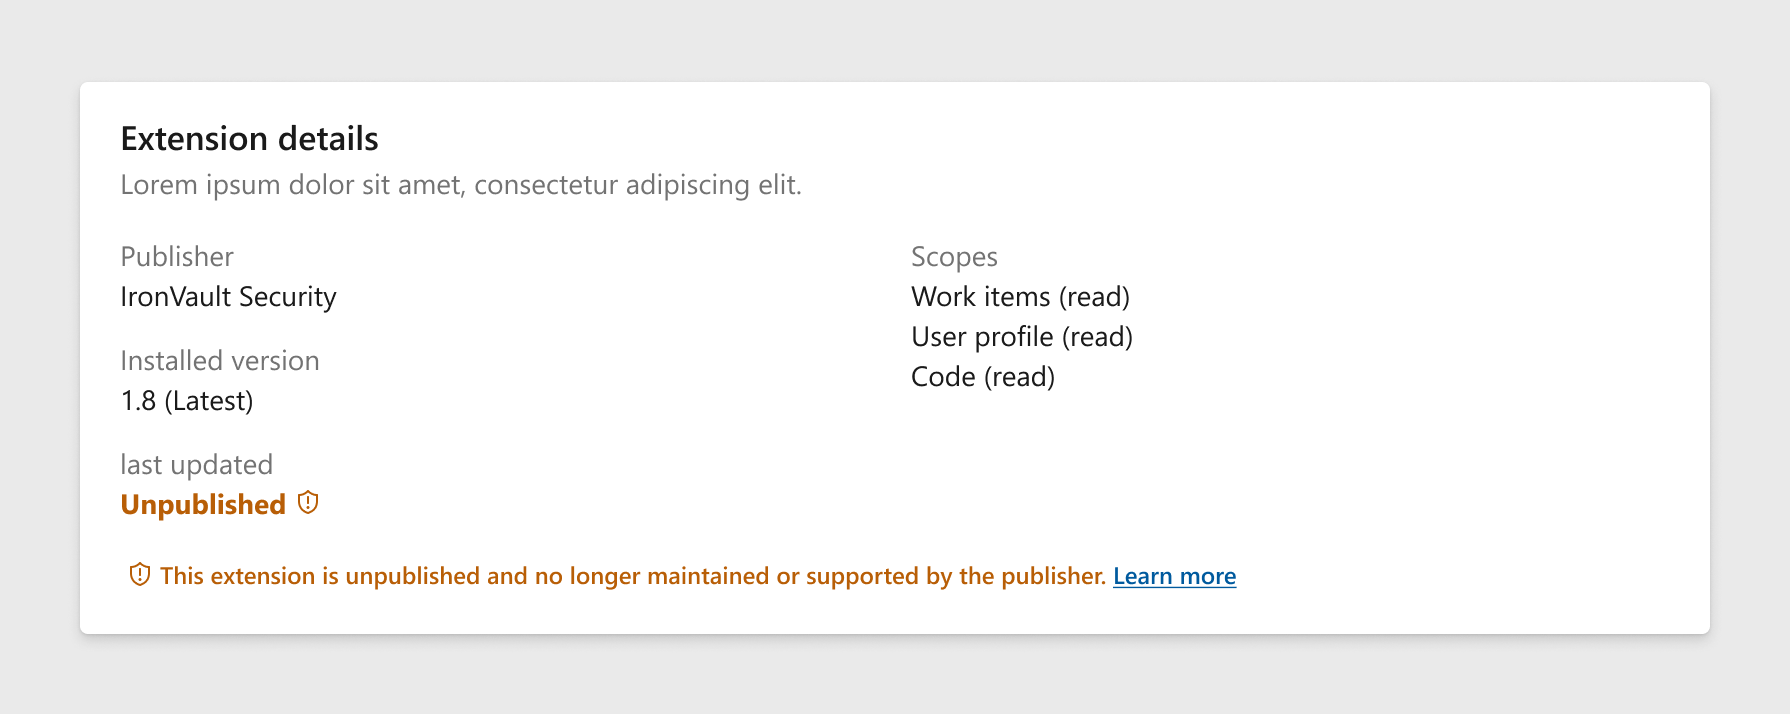 Extension details
Lorem ipsum dolor sit amet, consectetur adipiscing elit.
Publisher
IronVault Security
Installed version
1.8 (Latest)
last updated
Unpublished
Scopes
Work items (read)
User profile (read)
Code (read)
This extension is unpublished and no longer maintained or supported by the publisher. Learn more